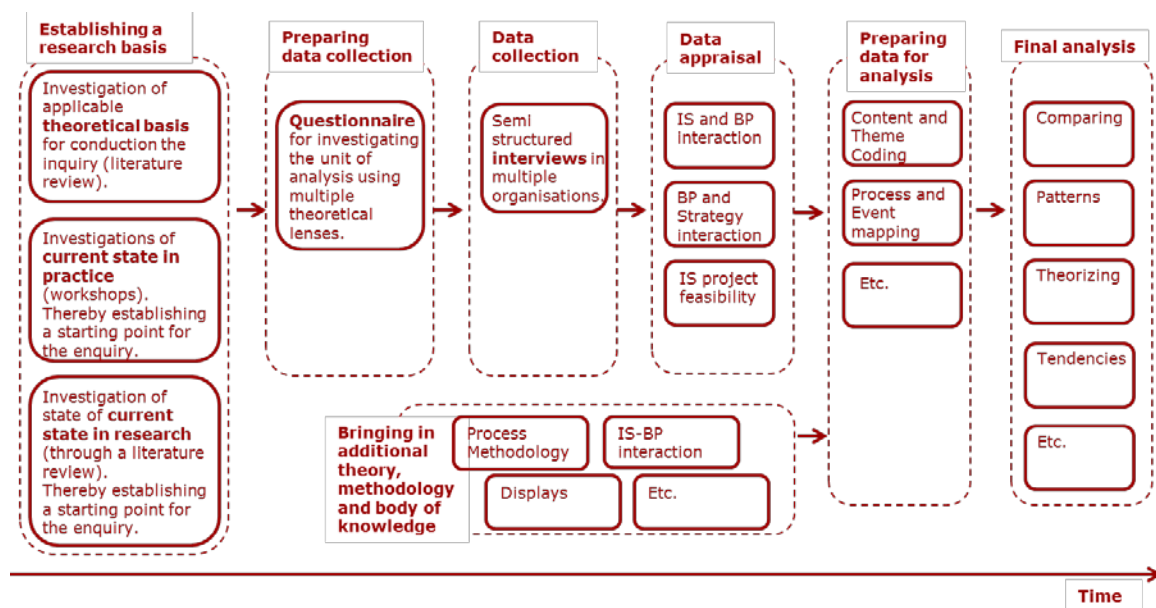 Establishing a
research basis
Investigation of
applicable
theoretical basis
for conduction the
inquiry (literature
review).
Investigations of
current state in
practice
(workshops).
Thereby establishing
a starting point for
the enquiry.
Investigation of
state of current
state in research
(through a literature
review).
Thereby establishing
a starting point for
the enquiry.
Preparing
data collection
Questionnaire
for investigating
the unit of
analysis using
multiple
theoretical
lenses.
Data
collection
Semi
structured
interviews in
multiple
organisations.
Data
appraisal
IS and BP
interaction
BP and
Strategy
interaction
IS project
feasibility
Bringing in
additional
theory,
methodology
and body of
knowledge
Process
Methodology
IS-BP
interaction
Displays
Etc.
Preparing
data for
analysis
Content and
Theme
Coding
Process and
Event
mapping
Etc.
Final analysis
Comparing
Patterns
Theorizing
Tendencies
Etc.
Time